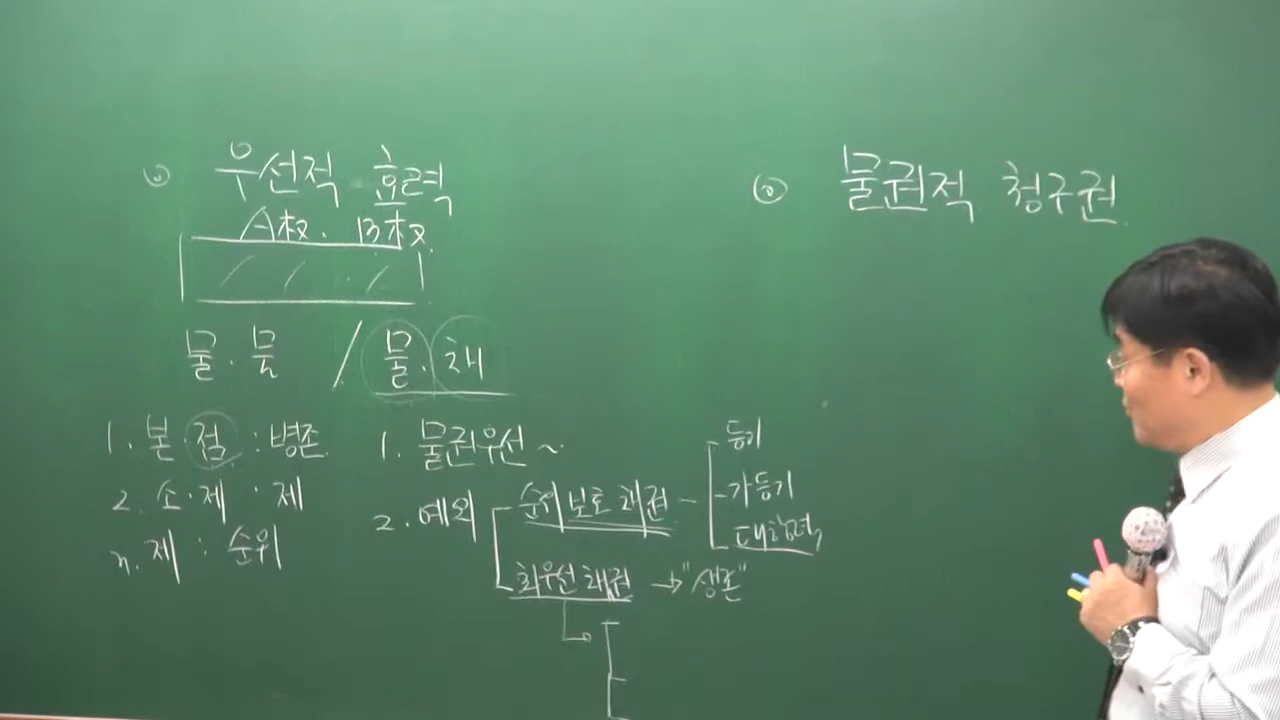 ◎ 우선적 효력
A权. B权.
물.물 / 물.채
1. 본.점 : 병존
2. 소.제 : 제
3. 제 : 순위
1. 물권우선~
2. 예외
순위보호채권
등기
가등기
대항력
최우선채권 → "생존"
◎ 물권적 청구권